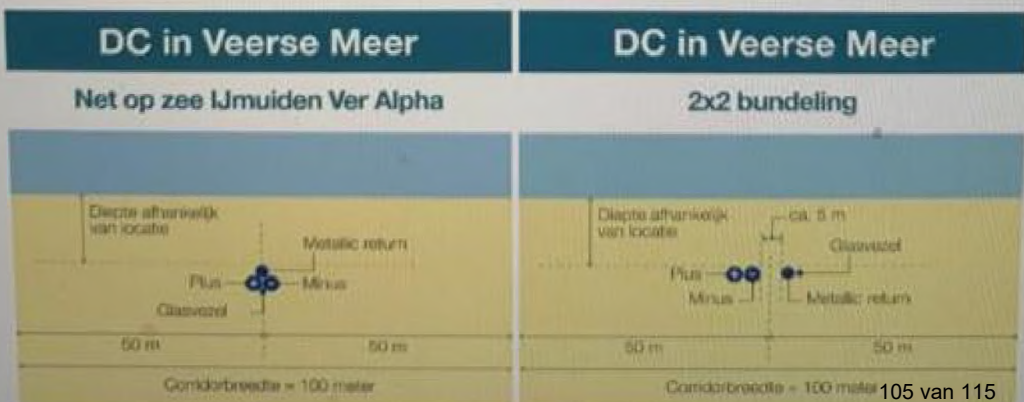 DC in Veerse Meer
Net op zee IJmuiden Ver Alpha
Diepte afhankelijk
van locatie
Metallic return
Plus
Minus
Glasvezel
50 m
50 m
Corridorbreedte = 100 meter
DC in Veerse Meer
2x2 bundeling
Diepte afhankelijk
van locatie
ca. 5 m
Glasvezel
Plus
Minus
Metallic return
50 m
50 m
Corridorbreedte = 100 meter
105 van 115